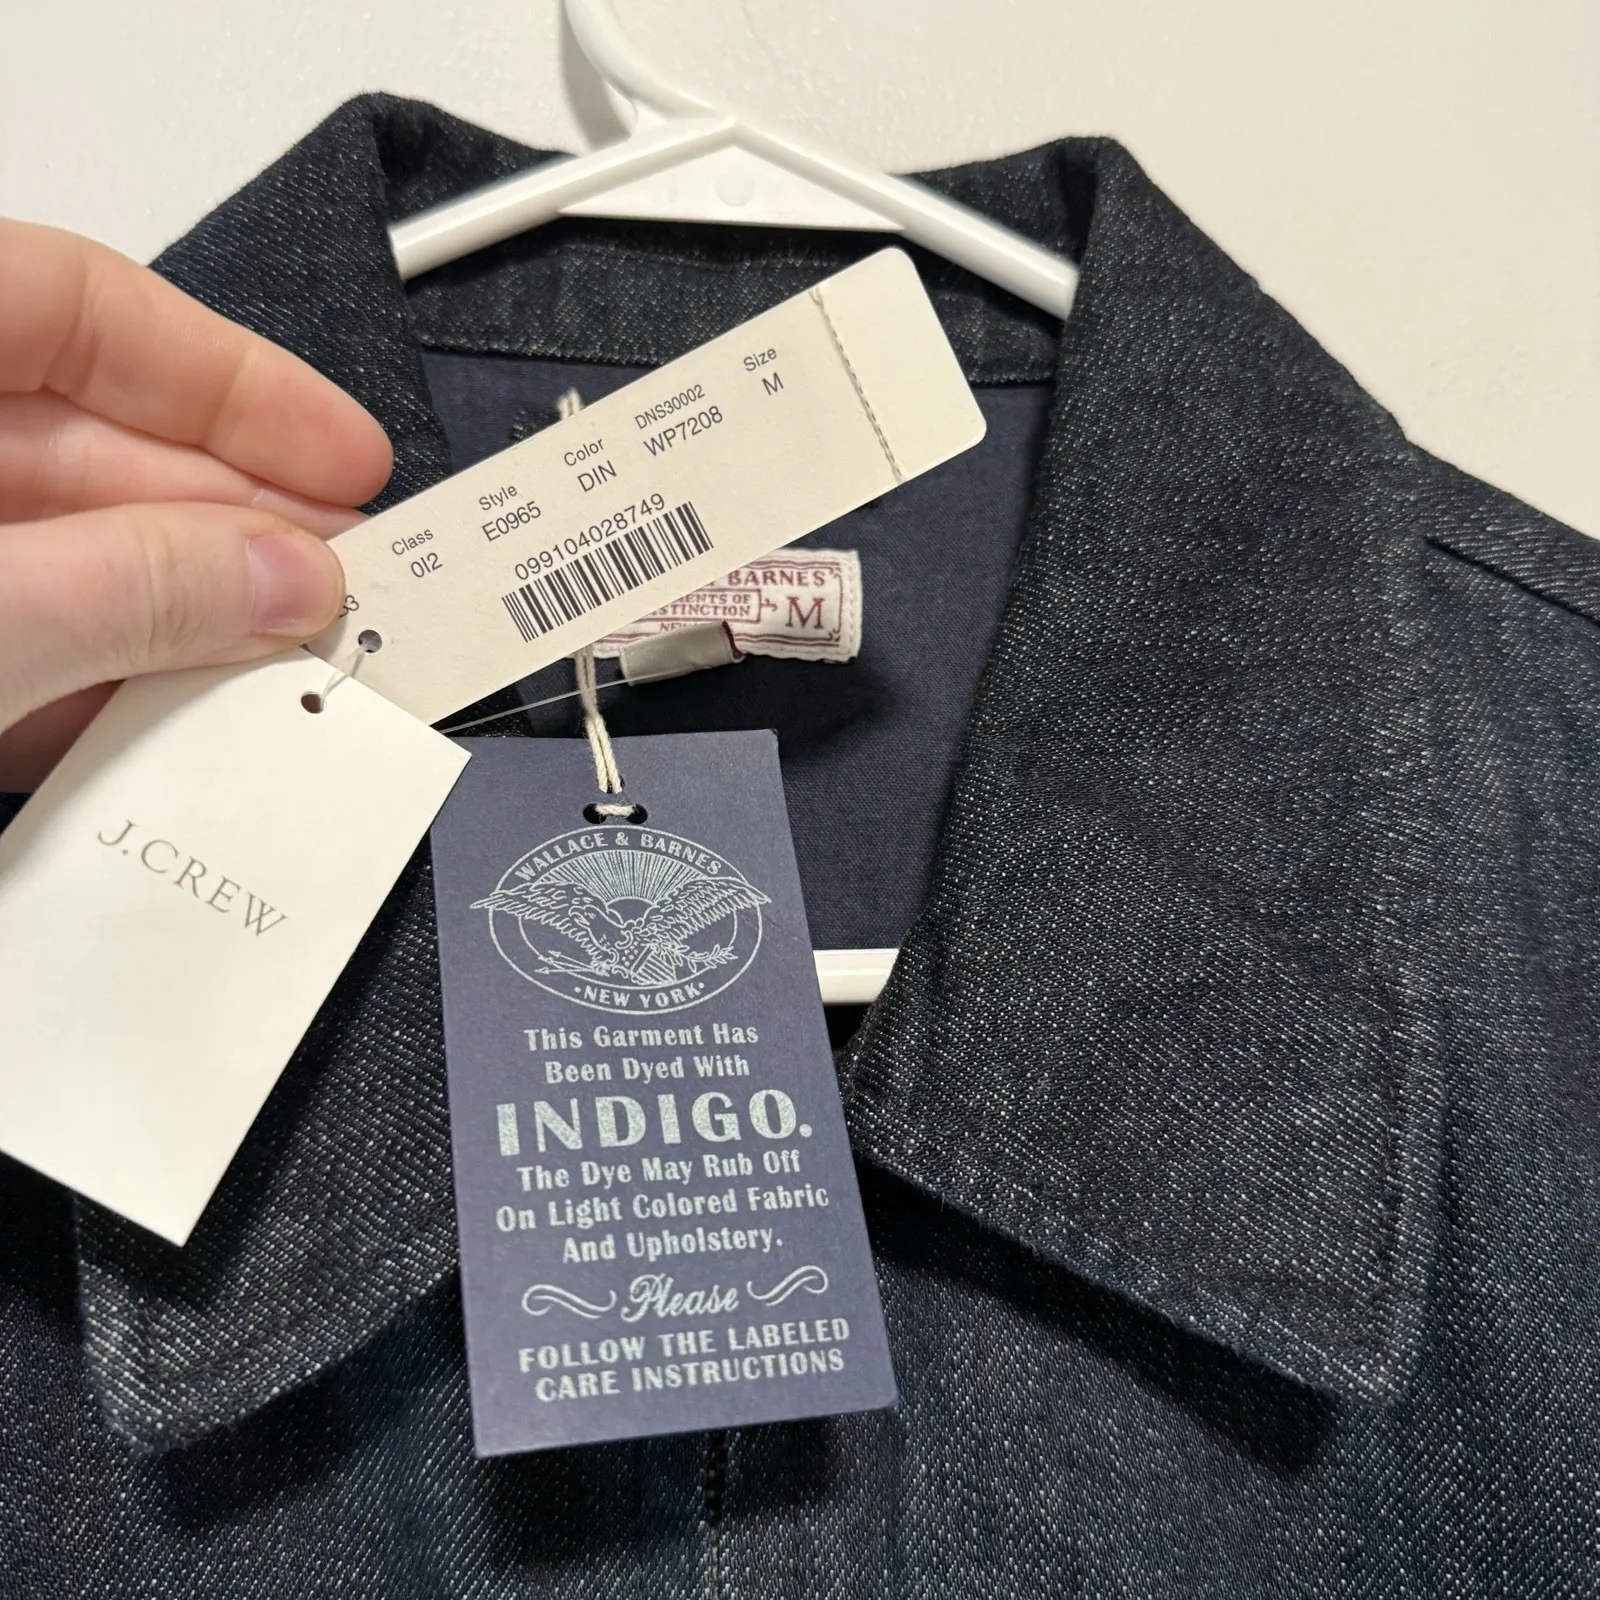 Class
012
Style
E0965
Color
DIN
DNS30002
WP7208
Size
M
099104028749
BARNES
M
J.CREW
WALLACE & BARNES
•NEW YORK•
This Garment Has
Been Dyed With
INDIGO.
The Dye May Rub Off
On Light Colored Fabric
And Upholstery.
Please
FOLLOW THE LABELED
CARE INSTRUCTIONS